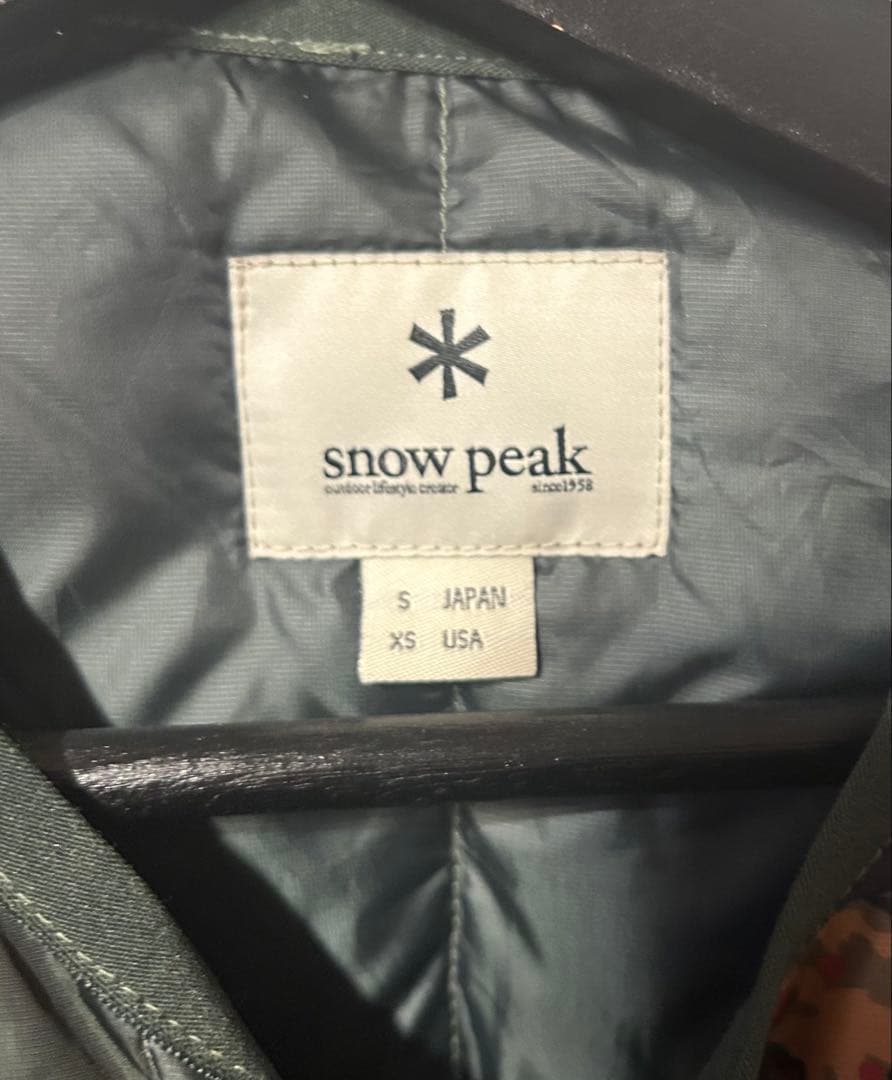 snow peak
outdoor lifestyle creator since1958
S JAPAN
XS USA